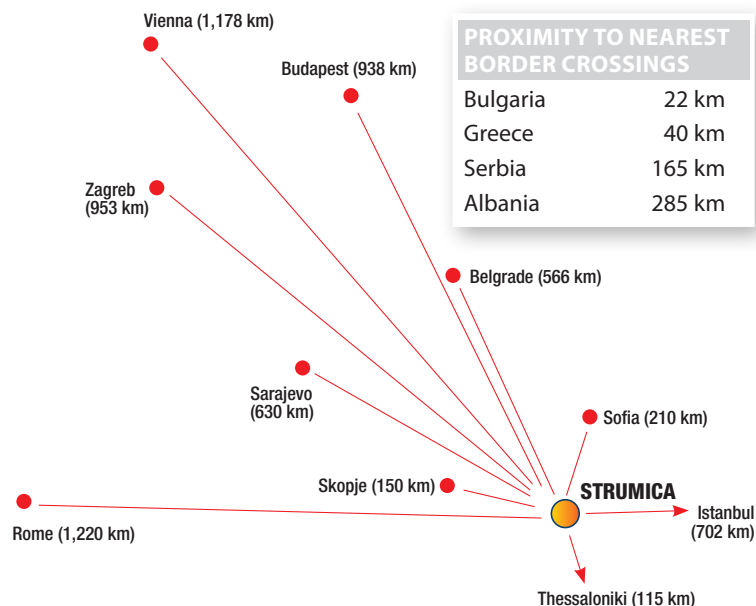 Vienna (1,178 km)
PROXIMITY TO NEAREST
BORDER CROSSINGS
Bulgaria 22 km
Greece 40 km
Serbia 165 km
Albania 285 km
Budapest (938 km)
Zagreb
(953 km)
Belgrade (566 km)
Sarajevo
(630 km)
Sofia (210 km)
Skopje (150 km)
STRUMICA
Rome (1,220 km)
Istanbul
(702 km)
Thessaloniki (115 km)